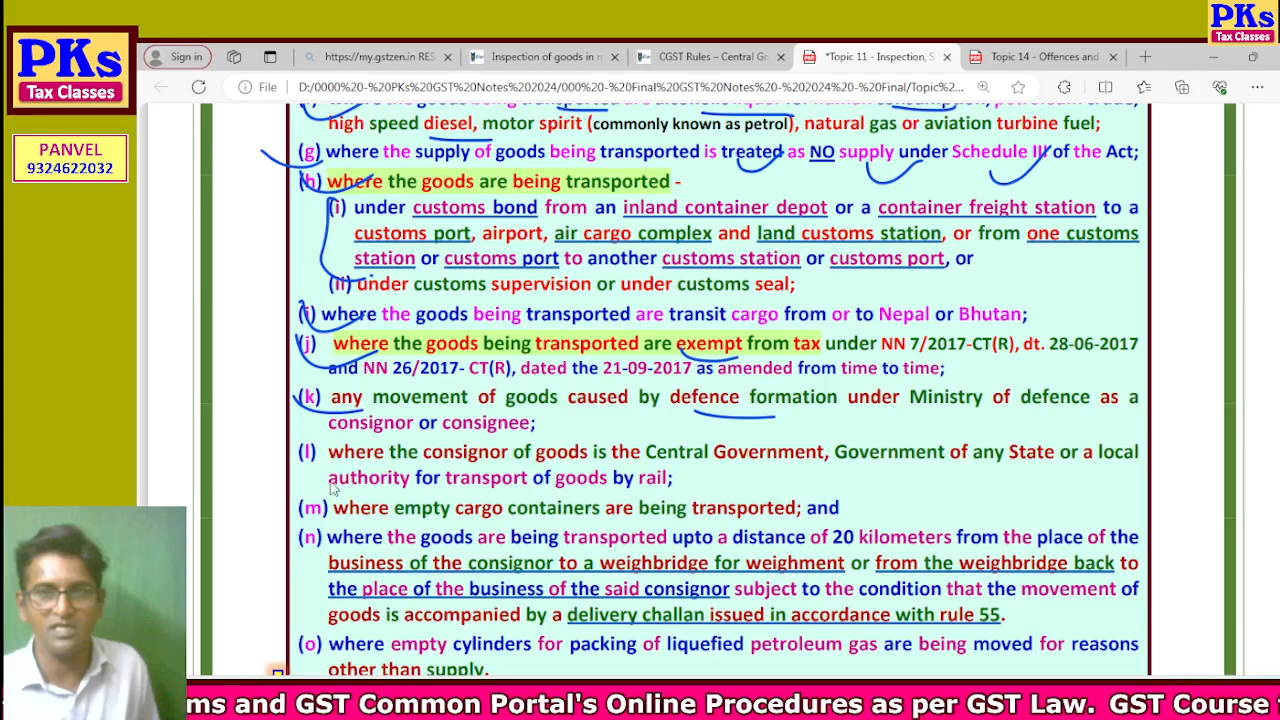 PKs
Tax Classes
PANVEL
9324622032
PKs
Tax Classes
Sign in
https://my.gstzen.in RES
Inspection of goods in n
CGST Rules – Central Go
*Topic 11 - Inspection, S
Topic 14 - Offences and
File
D:/0000%20-%20PKs%20GST%20Notes%202024/000%20-%20Final%20GST%20Notes%20%202024%20-%20Final/Topic%2...
high speed diesel, motor spirit (commonly known as petrol), natural gas or aviation turbine fuel;
(g) where the supply of goods being transported is treated as NO supply under Schedule III of the Act;
(h) where the goods are being transported -
(i) under customs bond from an inland container depot or a container freight station to a
customs port, airport, air cargo complex and land customs station, or from one customs
station or customs port to another customs station or customs port, or
(ii) under customs supervision or under customs seal;
(i) where the goods being transported are transit cargo from or to Nepal or Bhutan;
(j) where the goods being transported are exempt from tax under NN 7/2017-CT(R), dt. 28-06-2017
and NN 26/2017- CT(R), dated the 21-09-2017 as amended from time to time;
(k) any movement of goods caused by defence formation under Ministry of defence as a
consignor or consignee;
(l) where the consignor of goods is the Central Government, Government of any State or a local
authority for transport of goods by rail;
(m) where empty cargo containers are being transported; and
(n) where the goods are being transported upto a distance of 20 kilometers from the place of the
business of the consignor to a weighbridge for weighment or from the weighbridge back to
the place of the business of the said consignor subject to the condition that the movement of
goods is accompanied by a delivery challan issued in accordance with rule 55.
(o) where empty cylinders for packing of liquefied petroleum gas are being moved for reasons
other than supply.
ms and GST Common Portal's Online Procedures as per GST Law. GST Course